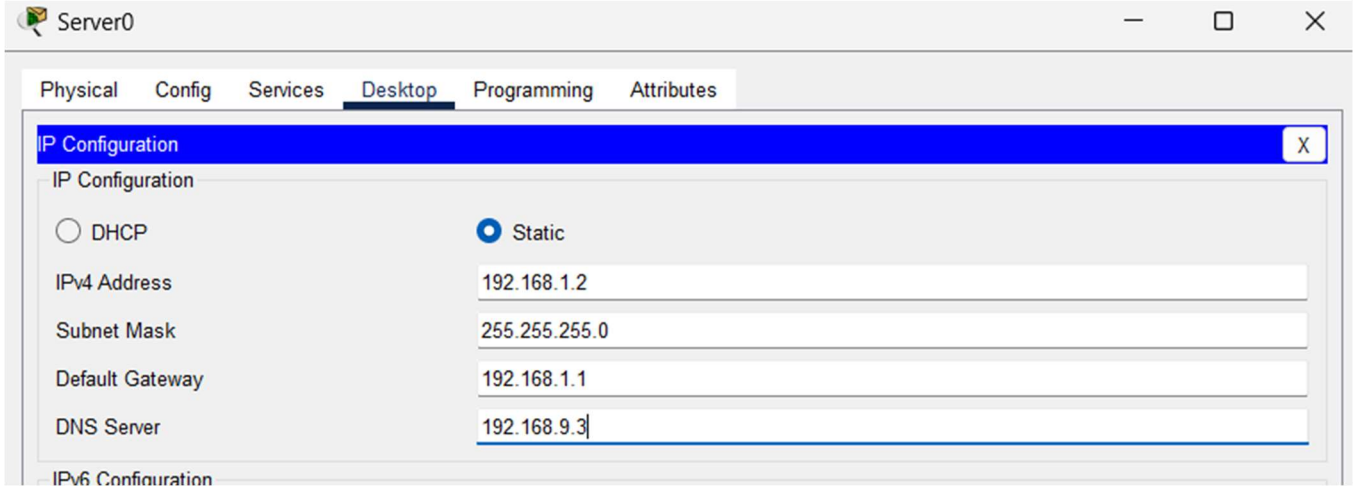 Server0
Physical Config Services Desktop Programming Attributes
IP Configuration X
IP Configuration
DHCP Static
IPv4 Address 192.168.1.2
Subnet Mask 255.255.255.0
Default Gateway 192.168.1.1
DNS Server 192.168.9.3
IPv6 Configuration